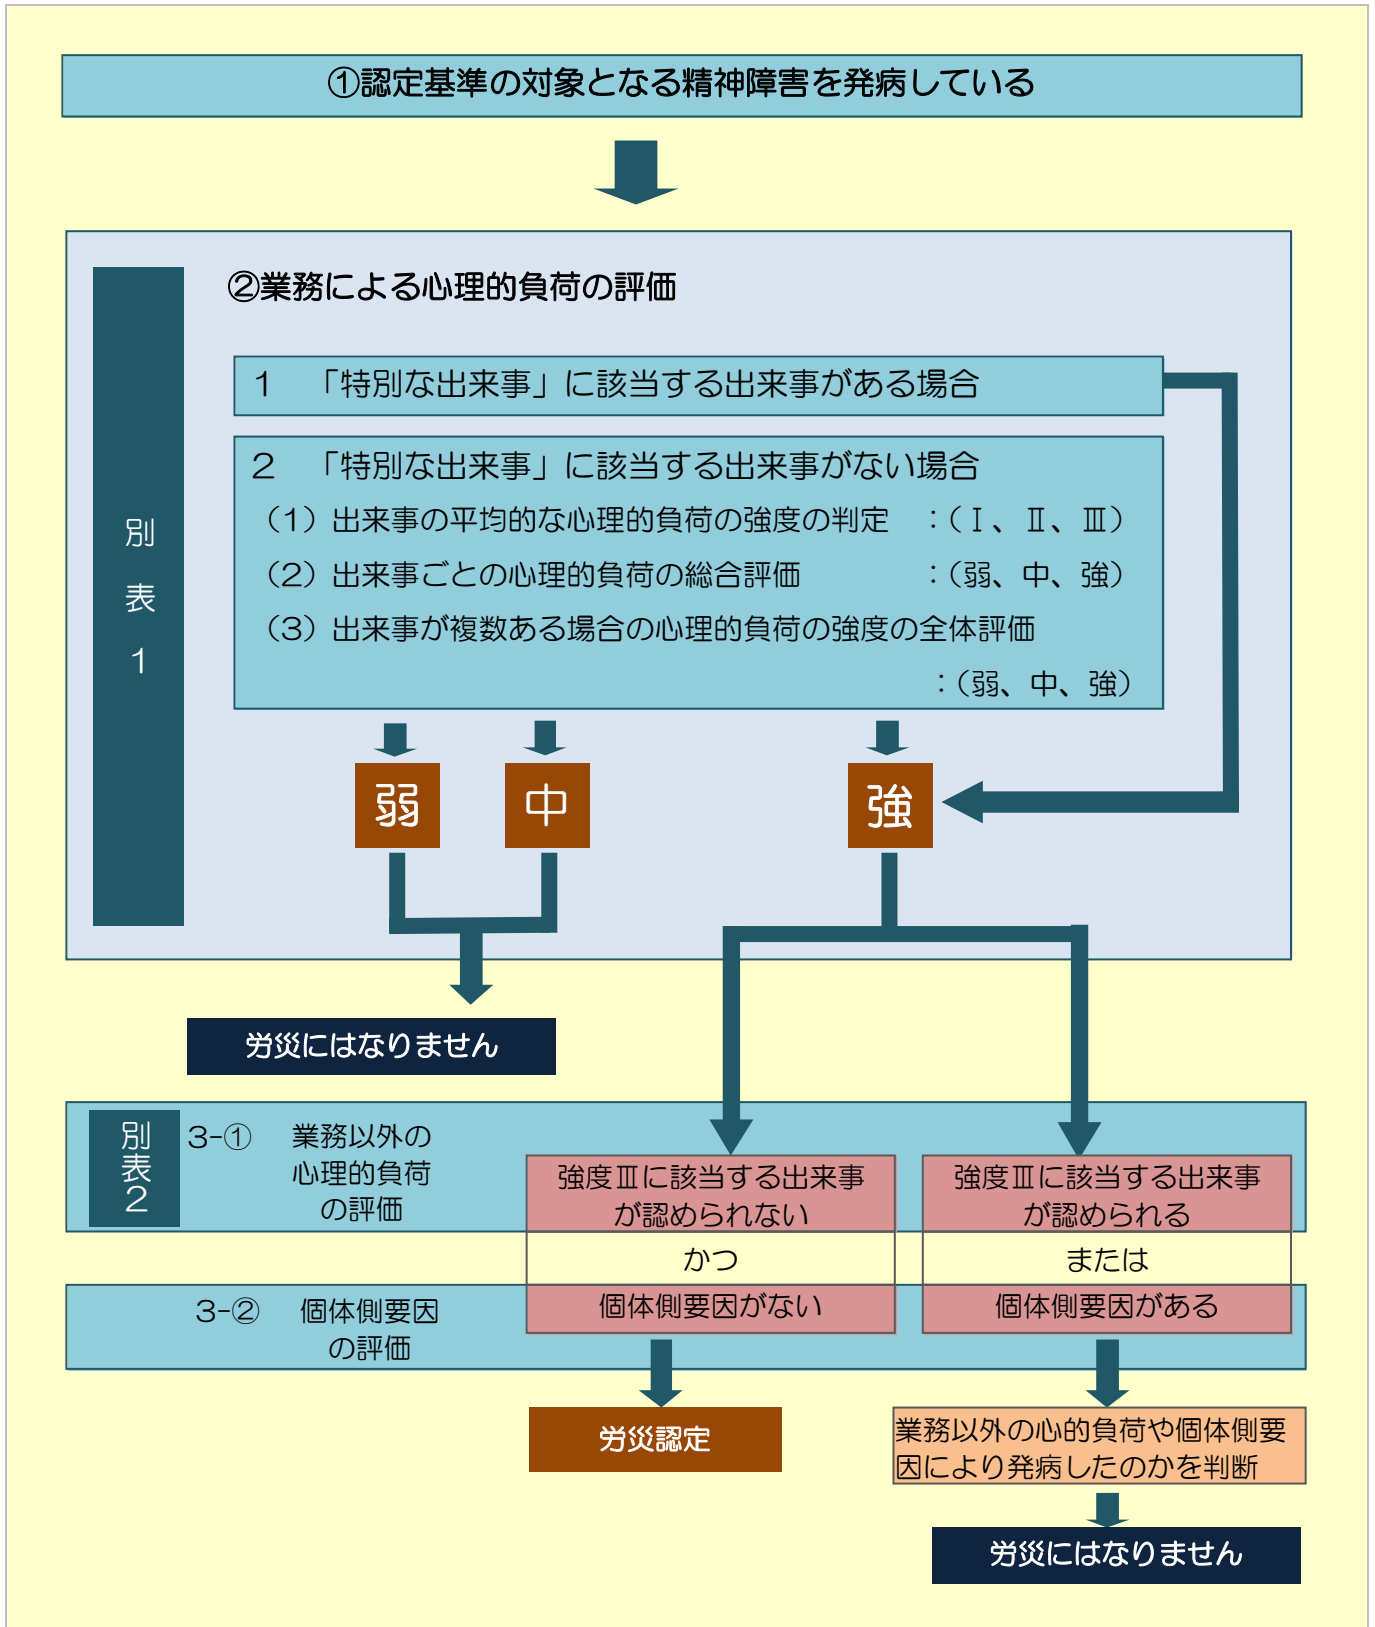 ①認定基準の対象となる精神障害を発病している
②業務による心理的負荷の評価
別表１
１　「特別な出来事」に該当する出来事がある場合
２　「特別な出来事」に該当する出来事がない場合
（１）出来事の平均的な心理的負荷の強度の判定　：（Ⅰ、Ⅱ、Ⅲ）
（２）出来事ごとの心理的負荷の総合評価　：（弱、中、強）
（３）出来事が複数ある場合の心理的負荷の強度の全体評価
：（弱、中、強）
弱
中
強
労災にはなりません
別表２
３-①　業務以外の
心理的負荷
の評価
強度Ⅲに該当する出来事
が認められない
かつ
個体側要因がない
強度Ⅲに該当する出来事
が認められる
または
個体側要因がある
３-②　個体側要因
の評価
労災認定
業務以外の心的負荷や個体側要
因により発病したのかを判断
労災にはなりません